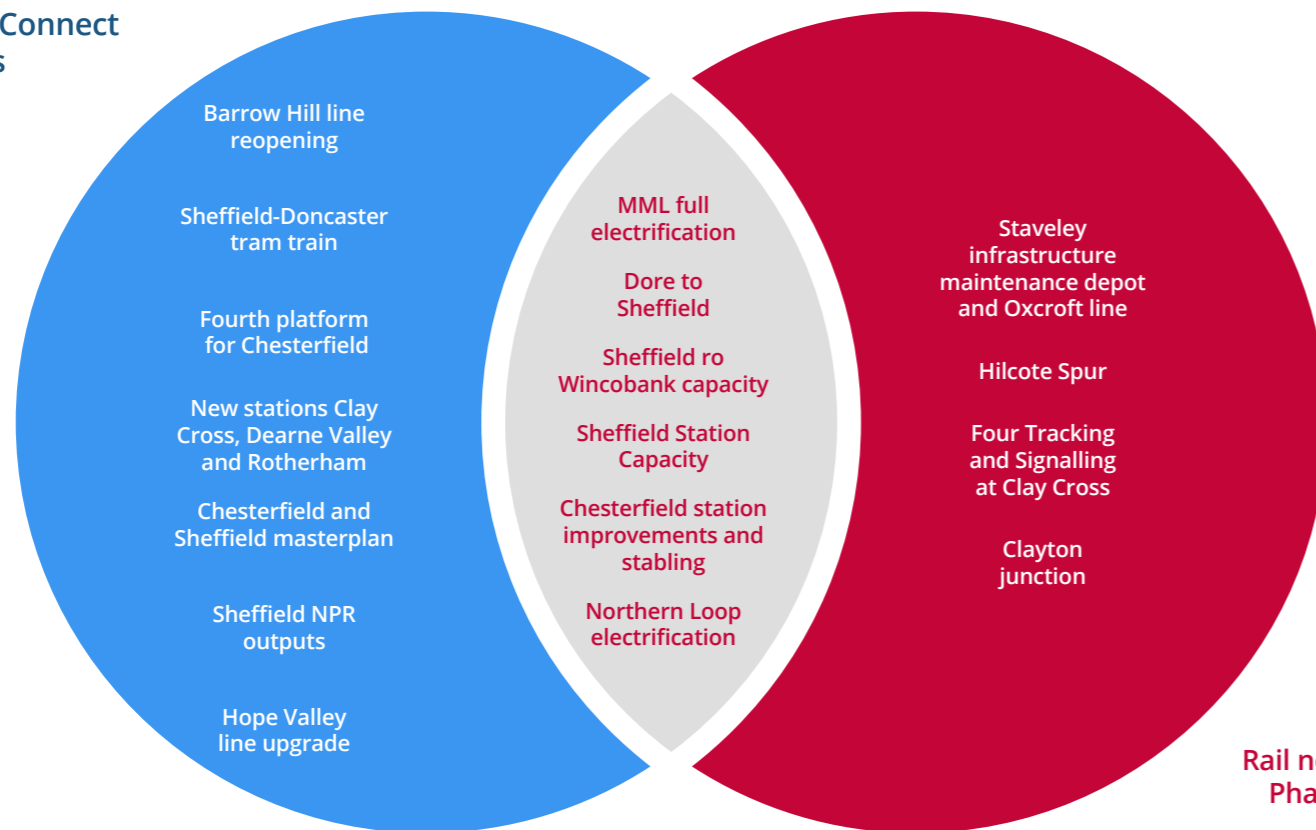 Connect
Barrow Hill line
reopening
Sheffield-Doncaster
tram train
Fourth platform
for Chesterfield
New stations Clay
Cross, Dearne Valley
and Rotherham
Chesterfield and
Sheffield masterplan
Sheffield NPR
outputs
Hope Valley
line upgrade
MML full
electrification
Dore to
Sheffield
Sheffield ro
Wincobank capacity
Sheffield Station
Capacity
Chesterfield station
improvements and
stabling
Northern Loop
electrification
Staveley
infrastructure
maintenance depot
and Oxcroft line
Hilcote Spur
Four Tracking
and Signalling
at Clay Cross
Clayton
junction
Rail